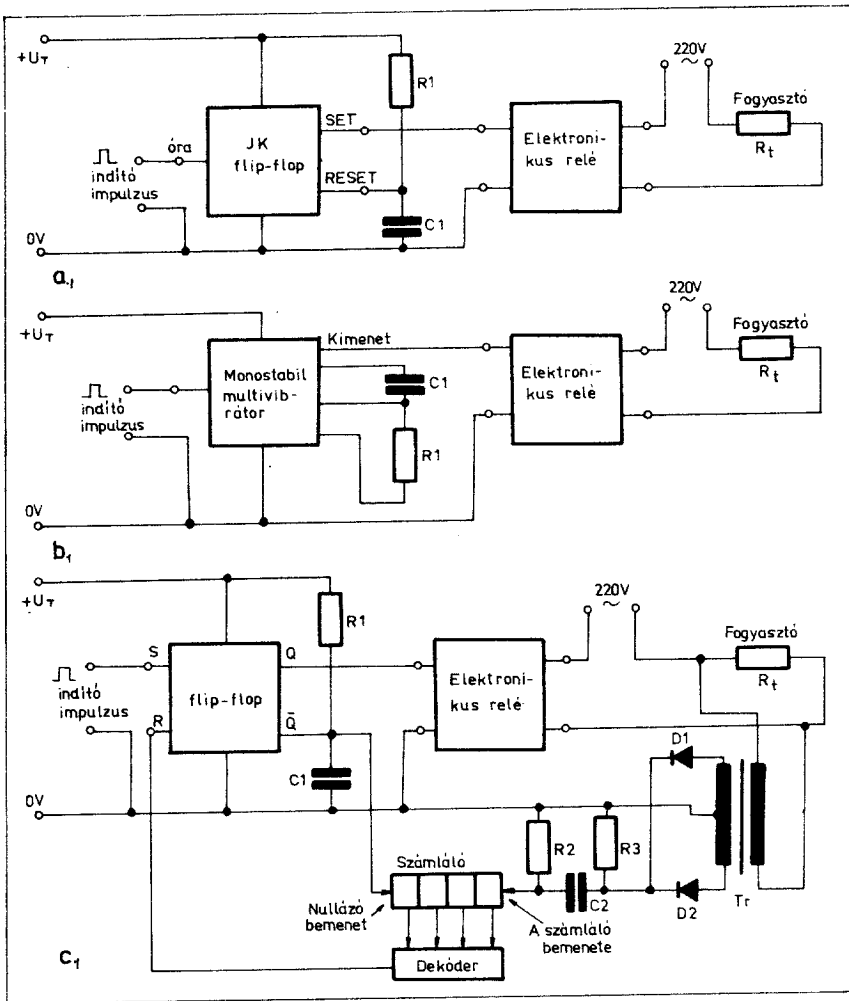 +U_T
R1
220V
~
Fogyasztó
R_t
JK
flip-flop
SET
RESET
óra
indító
impulzus
C1
Elektroni-
kus relé
0V
a,
+U_T
Kimenet
Monostabil
multivib-
rátor
C1
R1
indító
impulzus
Elektroni-
kus relé
220V
~
Fogyasztó
R_t
0V
b,
+U_T
R1
220V
~
Fogyasztó
R_t
S
Q
flip-flop
R
Q̄
indító
impulzus
Elektroni-
kus relé
C1
D1
0V
R2
R3
Számláló
C2
D2
Tr
Nullázó
bemenet
A számláló
bemenete
Dekóder
c,